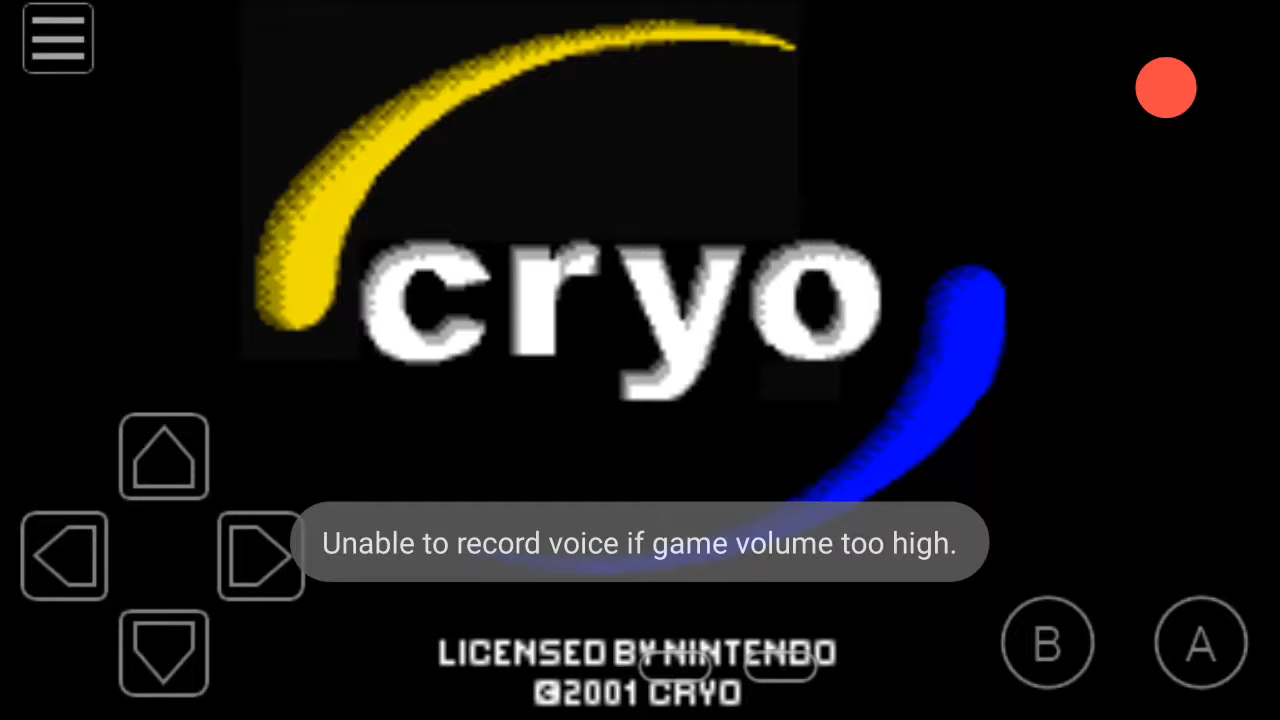 cryo
Unable to record voice if game volume too high.
B A
LICENSED BY NINTENDO
©2001 CRYO